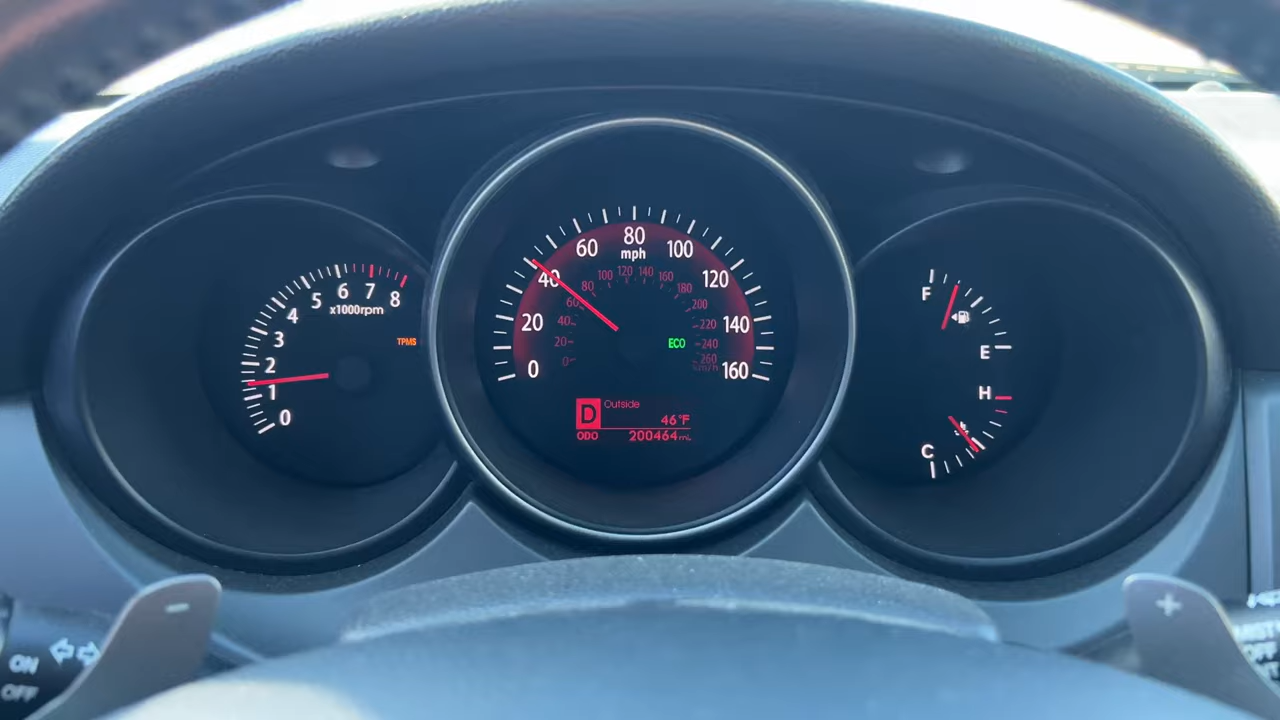 0 1 2 3 4 5 6 7 8
x1000rpm
TPMS
0 20 40 60 80 100 120 140 160
mph
0 20 40 60 80 100 120 140 160 180 200 220 240 260
km/h
ECO
D Outside
46°F
ODO 200464mi.
F
E
H
C
-
+
ON
OFF
OFF